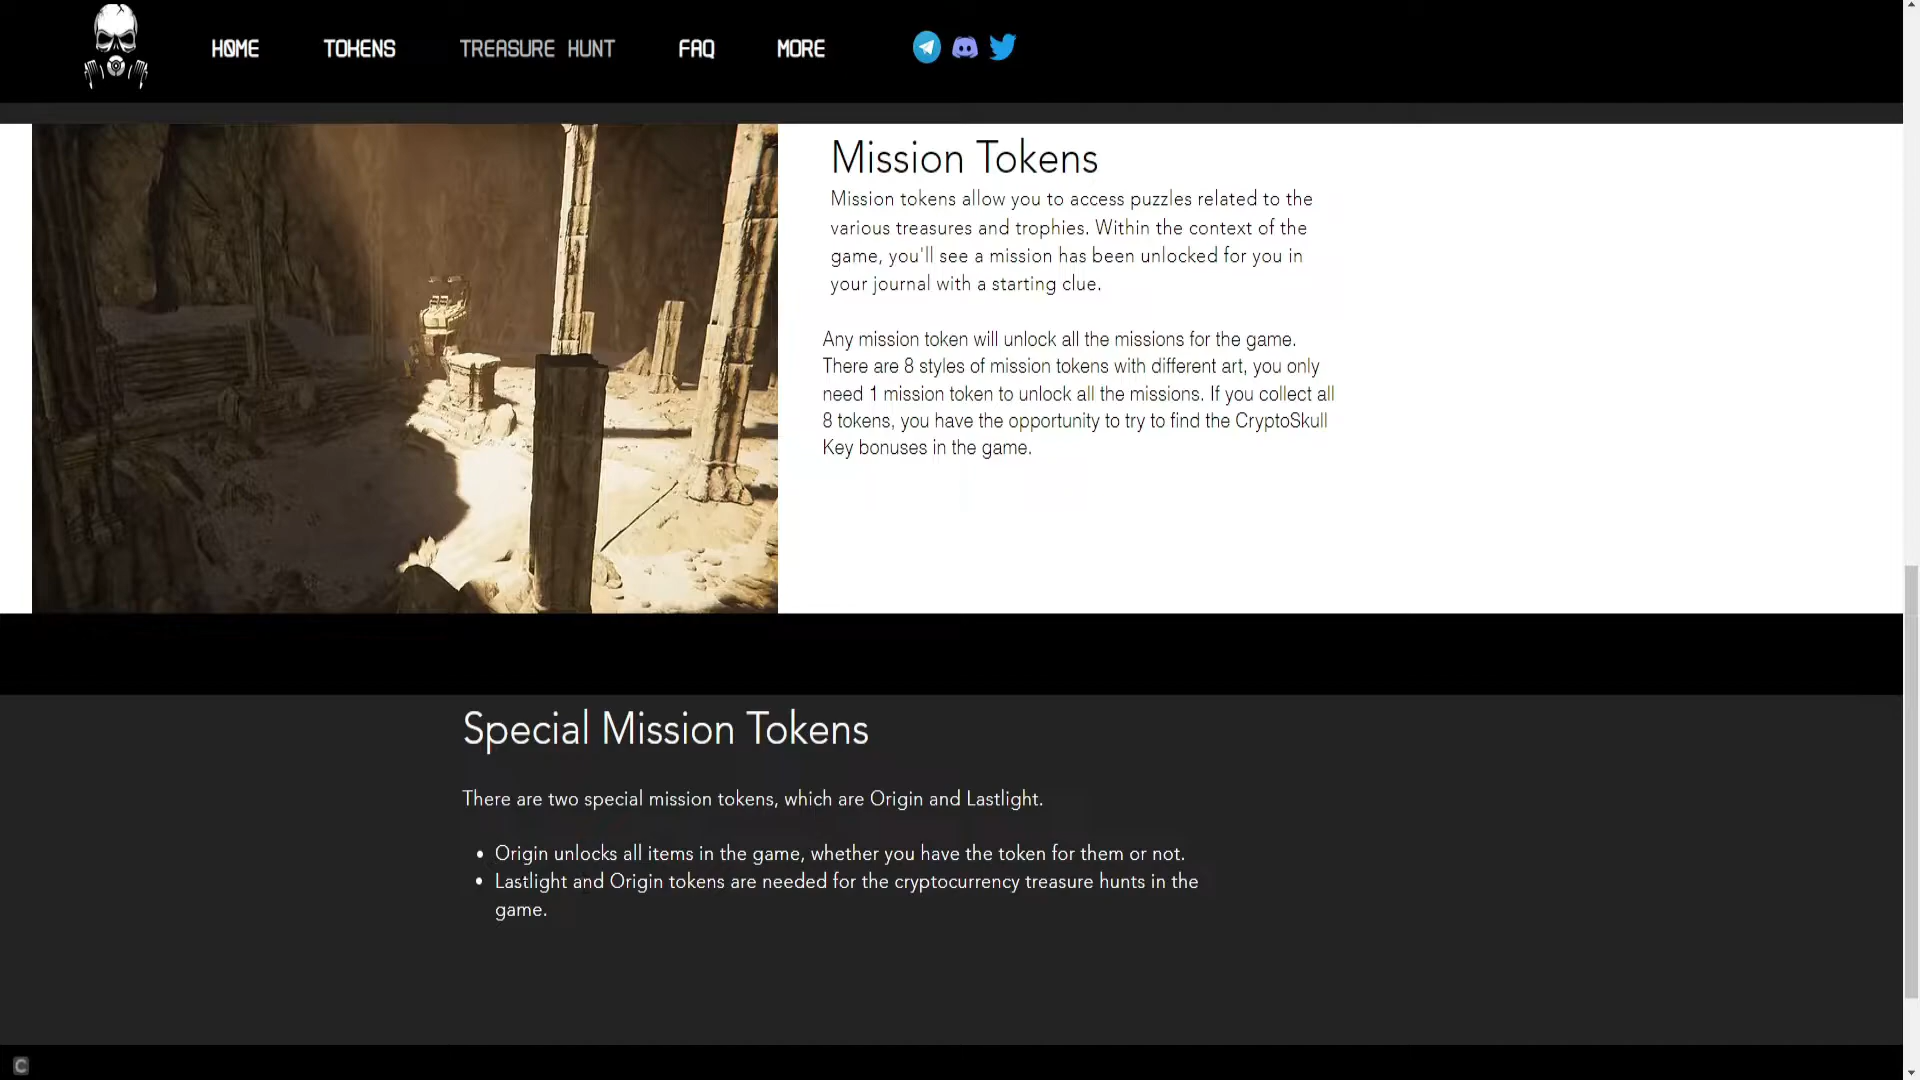 HOME TOKENS TREASURE HUNT FAQ MORE
Mission Tokens
Mission tokens allow you to access puzzles related to the
various treasures and trophies. Within the context of the
game, you'll see a mission has been unlocked for you in
your journal with a starting clue.
Any mission token will unlock all the missions for the game.
There are 8 styles of mission tokens with different art, you only
need 1 mission token to unlock all the missions. If you collect all
8 tokens, you have the opportunity to try to find the CryptoSkull
Key bonuses in the game.
Special Mission Tokens
There are two special mission tokens, which are Origin and Lastlight.
• Origin unlocks all items in the game, whether you have the token for them or not.
• Lastlight and Origin tokens are needed for the cryptocurrency treasure hunts in the
game.
C